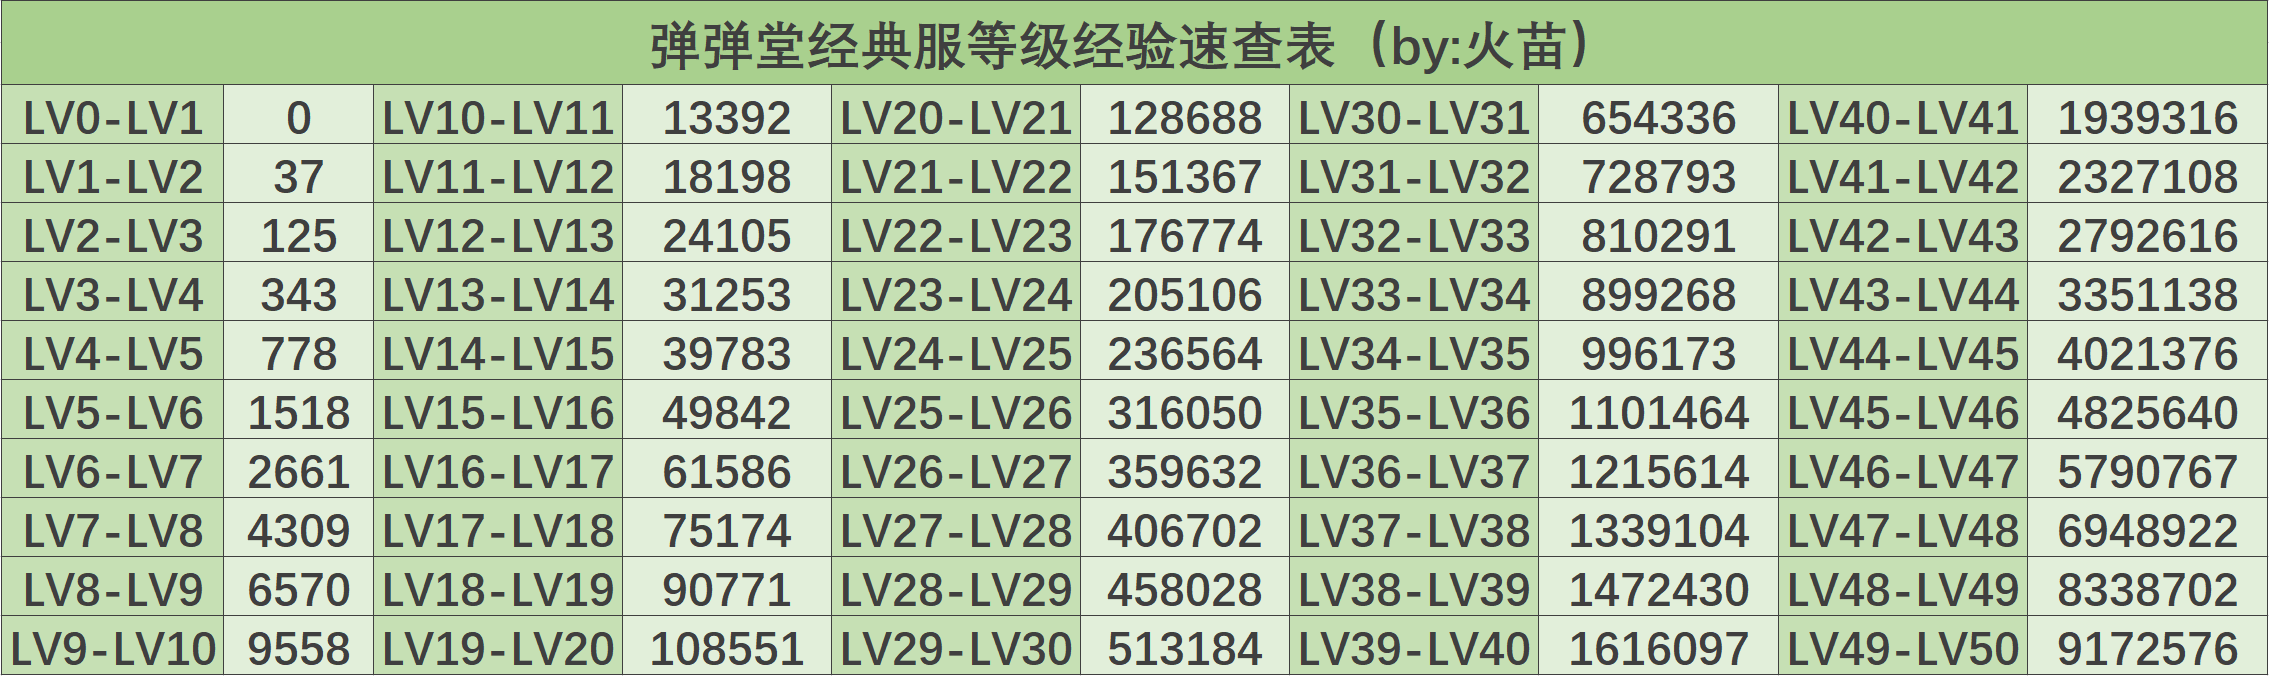 弹弹堂经典服等级经验速查表（by:火苗）
LV0-LV1 0 LV10-LV11 13392 LV20-LV21 128688 LV30-LV31 654336 LV40-LV41 1939316
LV1-LV2 37 LV11-LV12 18198 LV21-LV22 151367 LV31-LV32 728793 LV41-LV42 2327108
LV2-LV3 125 LV12-LV13 24105 LV22-LV23 176774 LV32-LV33 810291 LV42-LV43 2792616
LV3-LV4 343 LV13-LV14 31253 LV23-LV24 205106 LV33-LV34 899268 LV43-LV44 3351138
LV4-LV5 778 LV14-LV15 39783 LV24-LV25 236564 LV34-LV35 996173 LV44-LV45 4021376
LV5-LV6 1518 LV15-LV16 49842 LV25-LV26 316050 LV35-LV36 1101464 LV45-LV46 4825640
LV6-LV7 2661 LV16-LV17 61586 LV26-LV27 359632 LV36-LV37 1215614 LV46-LV47 5790767
LV7-LV8 4309 LV17-LV18 75174 LV27-LV28 406702 LV37-LV38 1339104 LV47-LV48 6948922
LV8-LV9 6570 LV18-LV19 90771 LV28-LV29 458028 LV38-LV39 1472430 LV48-LV49 8338702
LV9-LV10 9558 LV19-LV20 108551 LV29-LV30 513184 LV39-LV40 1616097 LV49-LV50 9172576